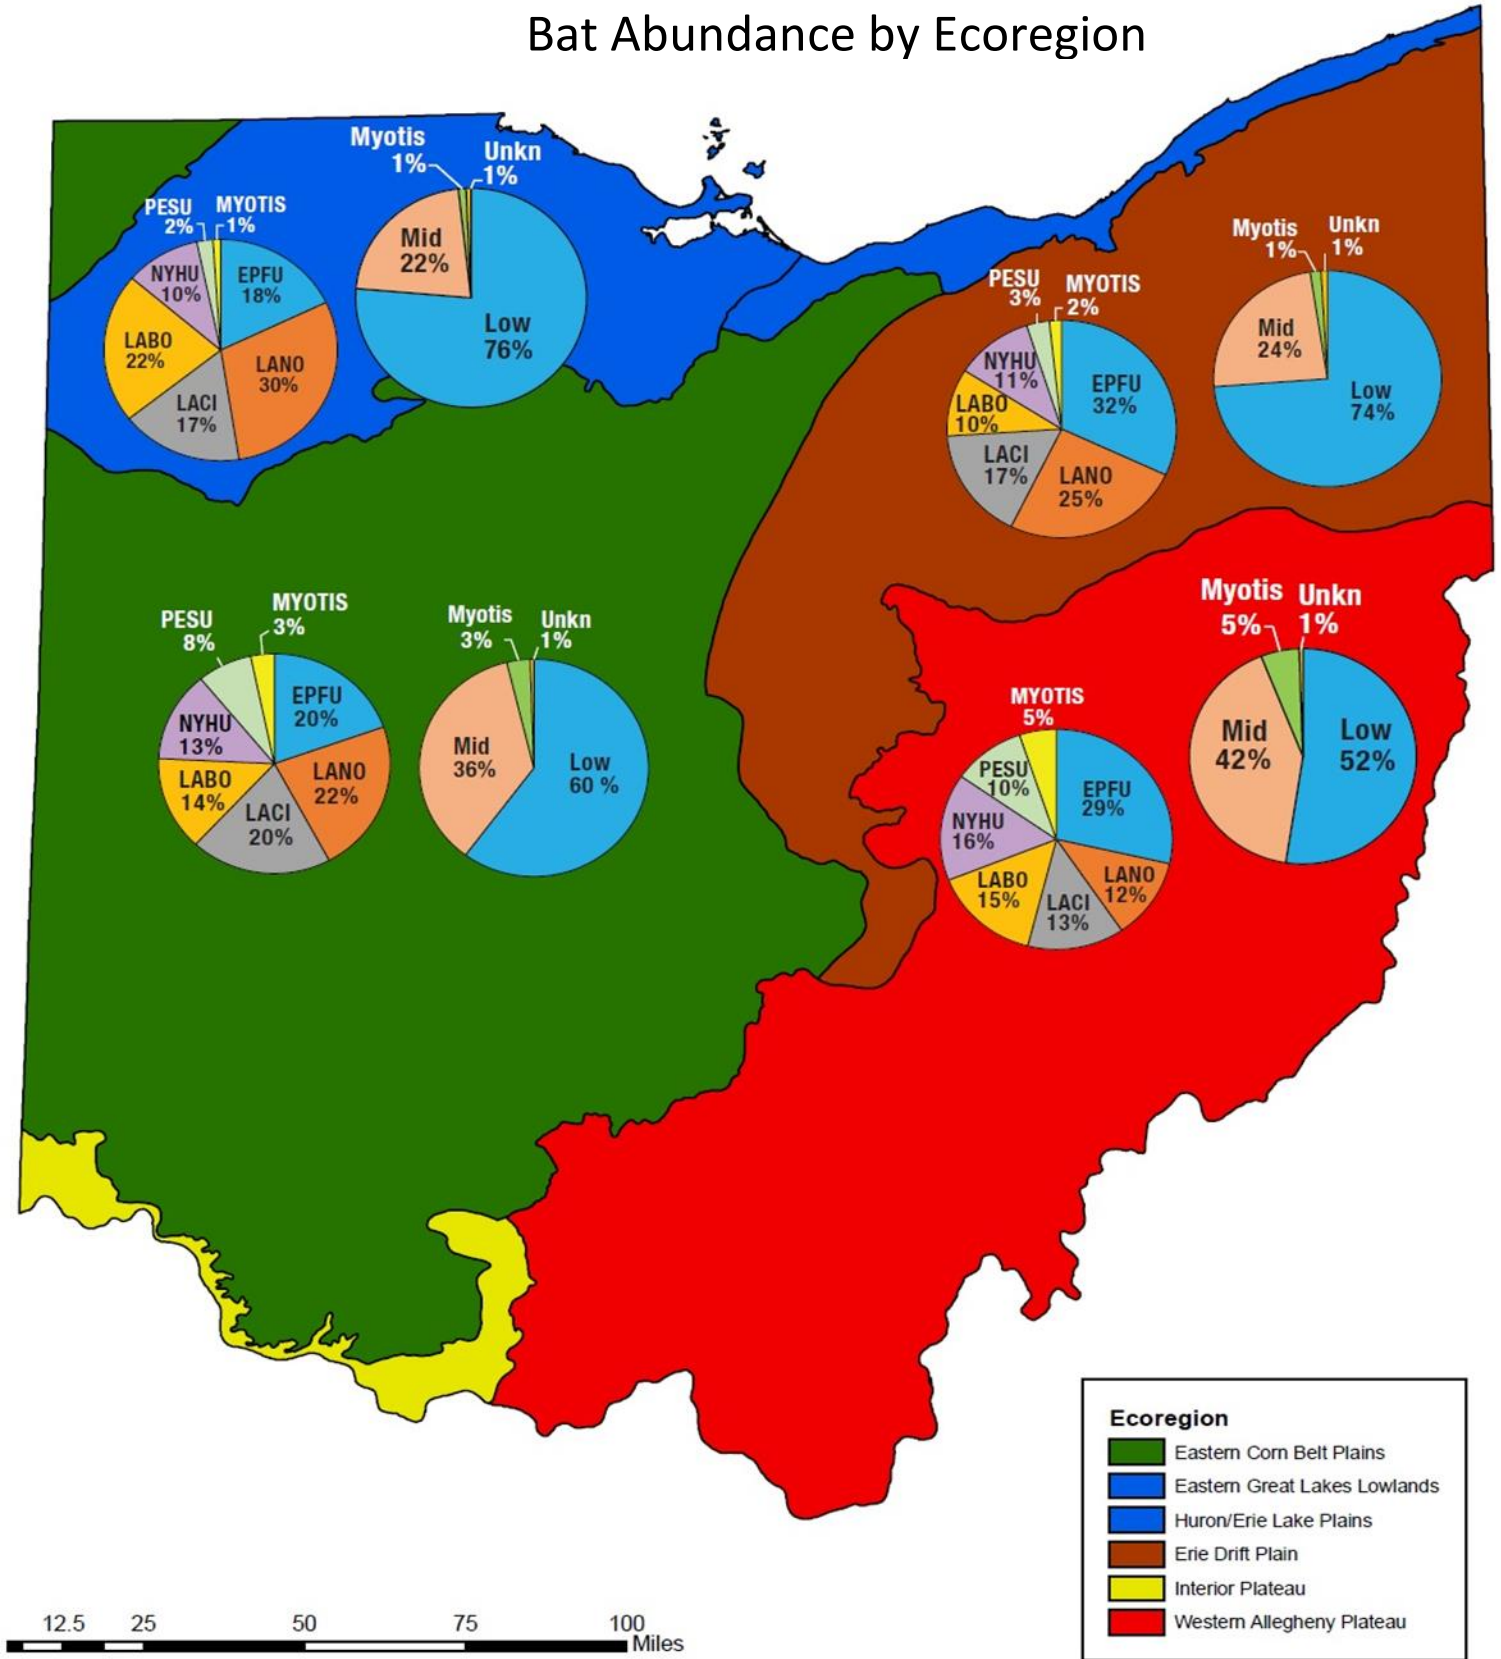 Bat Abundance by Ecoregion
Myotis
1%
Unkn
1%
PESU
2%
MYOTIS
1%
NYHU
10%
EPFU
18%
LABO
22%
LANO
30%
LACI
17%
Mid
22%
Low
76%
PESU
3%
MYOTIS
2%
NYHU
11%
EPFU
32%
LABO
10%
LACI
17%
LANO
25%
Myotis
1%
Unkn
1%
Mid
24%
Low
74%
PESU
8%
MYOTIS
3%
EPFU
20%
NYHU
13%
LABO
14%
LANO
22%
LACI
20%
Myotis
3%
Unkn
1%
Mid
36%
Low
60 %
MYOTIS
5%
PESU
10%
EPFU
29%
NYHU
16%
LABO
15%
LACI
13%
LANO
12%
Myotis
5%
Unkn
1%
Mid
42%
Low
52%
Ecoregion
Eastern Corn Belt Plains
Eastern Great Lakes Lowlands
Huron/Erie Lake Plains
Erie Drift Plain
Interior Plateau
Western Allegheny Plateau
12.5 25 50 75 100
Miles